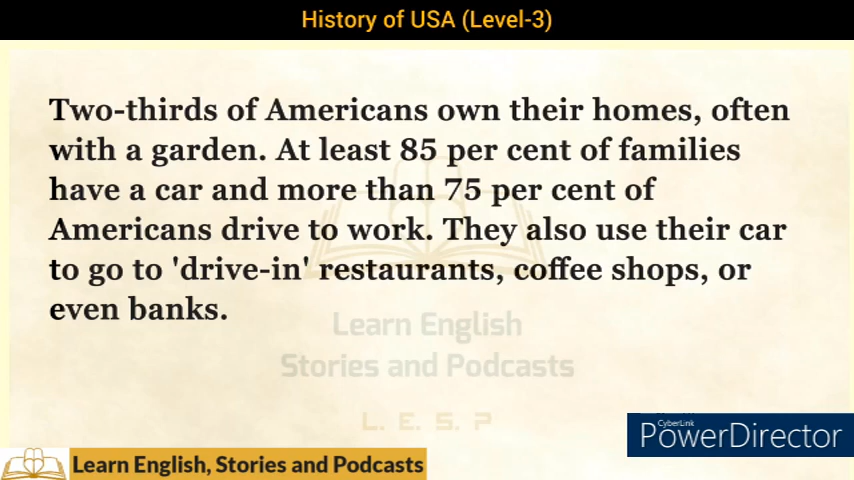 History of USA (Level-3)
Two-thirds of Americans own their homes, often
with a garden. At least 85 per cent of families
have a car and more than 75 per cent of
Americans drive to work. They also use their car
to go to 'drive-in' restaurants, coffee shops, or
even banks.
Learn English
Stories and Podcasts
L. E. S. P
CyberLink
PowerDirector
Learn English, Stories and Podcasts